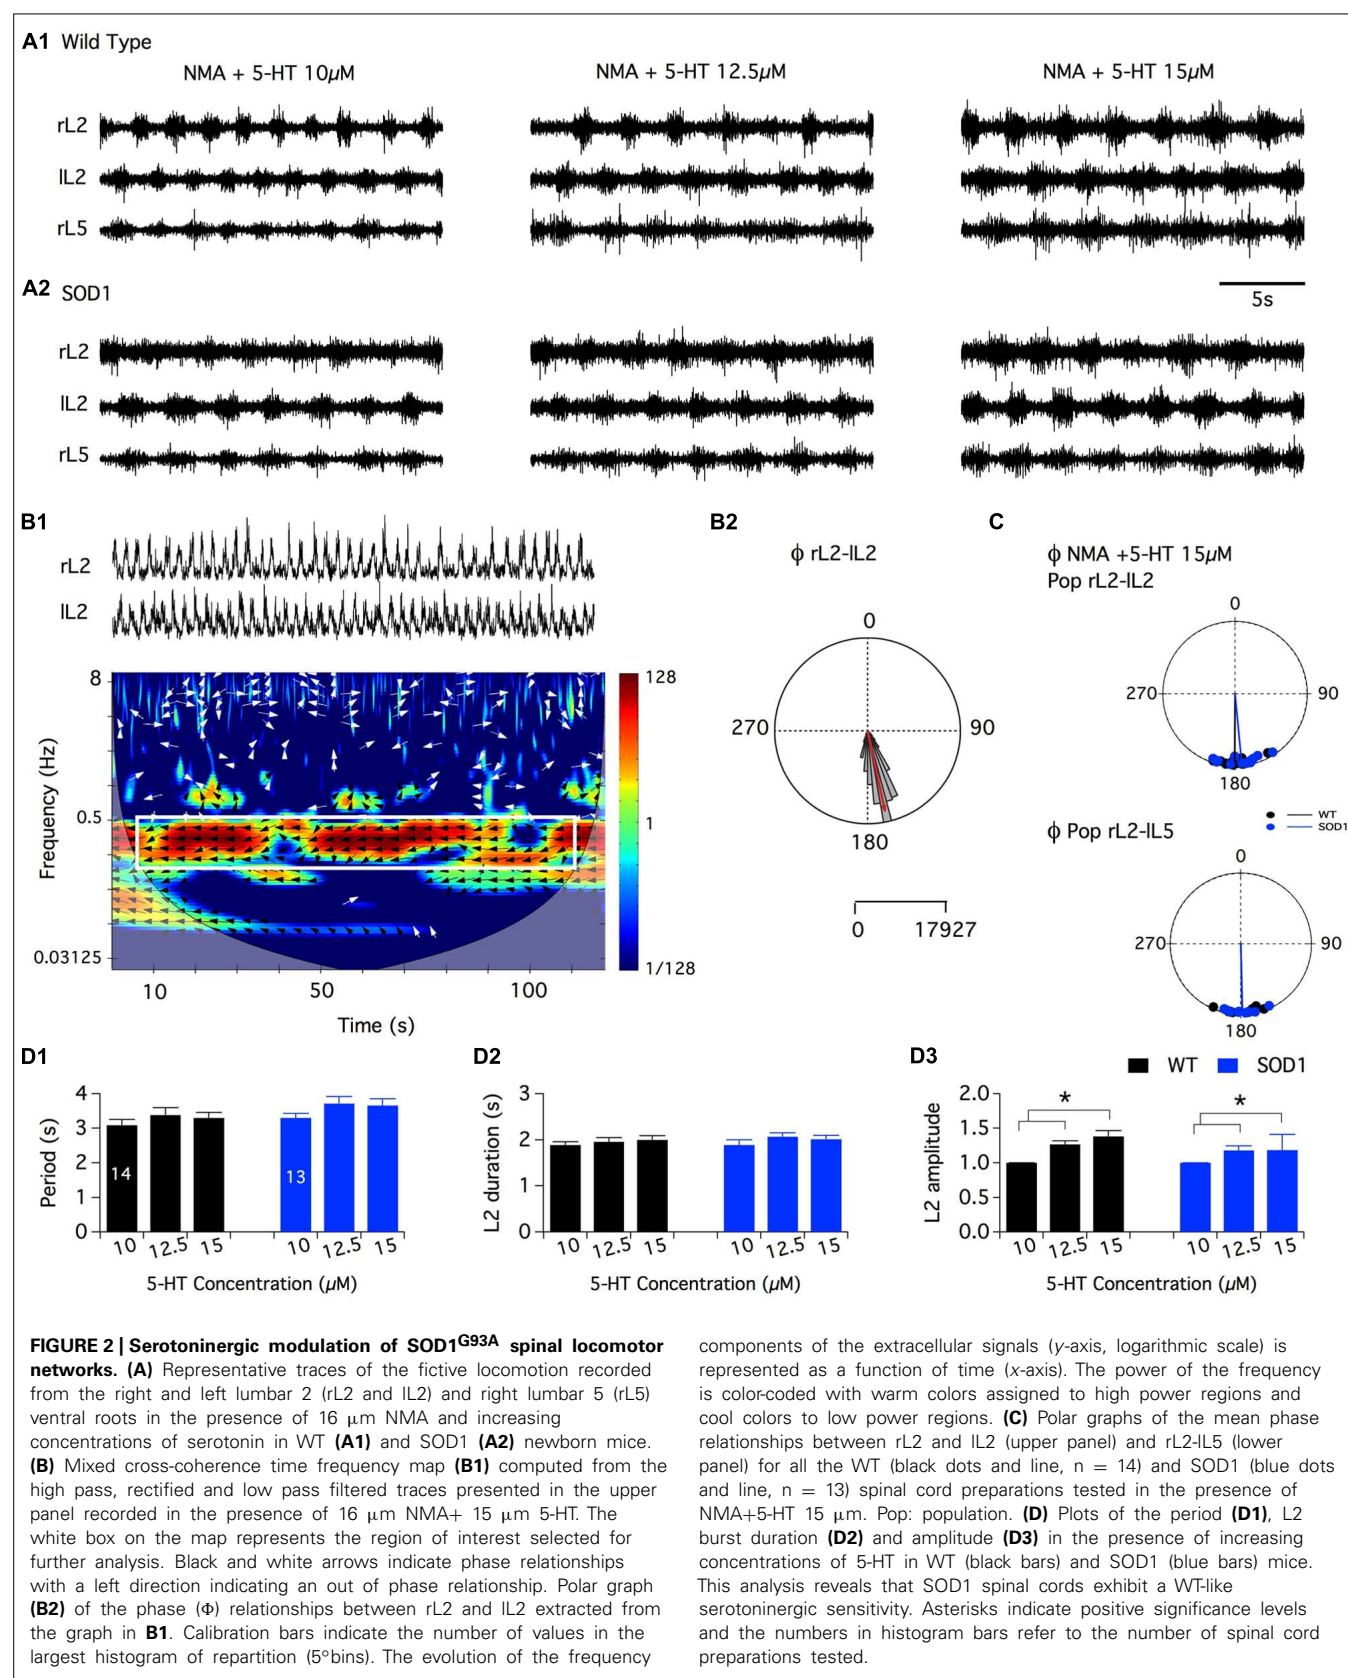 A1 Wild Type
NMA + 5-HT 10µM
NMA + 5-HT 12.5µM
NMA + 5-HT 15µM
rL2
lL2
rL5
A2 SOD1
5s
rL2
lL2
rL5
B1
rL2
lL2
8
0.5
0.03125
Frequency (Hz)
10 50 100
Time (s)
128
1
1/128
B2
ϕ rL2-lL2
0
270 90
180
0 17927
C
ϕ NMA +5-HT 15µM
Pop rL2-lL2
0
270 90
180
WT
SOD1
ϕ Pop rL2-lL5
0
270 90
180
D1
4
3
2
1
0
Period (s)
14 13
10 12.5 15 10 12.5 15
5-HT Concentration (µM)
D2
3
2
1
0
L2 duration (s)
10 12.5 15 10 12.5 15
5-HT Concentration (µM)
D3
WT SOD1
2.0
1.5
1.0
0.5
0.0
L2 amplitude
* *
10 12.5 15 10 12.5 15
5-HT Concentration (µM)
FIGURE 2 | Serotoninergic modulation of SOD1G93A spinal locomotor
networks. (A) Representative traces of the fictive locomotion recorded
from the right and left lumbar 2 (rL2 and lL2) and right lumbar 5 (rL5)
ventral roots in the presence of 16 µm NMA and increasing
concentrations of serotonin in WT (A1) and SOD1 (A2) newborn mice.
(B) Mixed cross-coherence time frequency map (B1) computed from the
high pass, rectified and low pass filtered traces presented in the upper
panel recorded in the presence of 16 µm NMA+ 15 µm 5-HT. The
white box on the map represents the region of interest selected for
further analysis. Black and white arrows indicate phase relationships
with a left direction indicating an out of phase relationship. Polar graph
(B2) of the phase (Φ) relationships between rL2 and lL2 extracted from
the graph in B1. Calibration bars indicate the number of values in the
largest histogram of repartition (5°bins). The evolution of the frequency
components of the extracellular signals (y-axis, logarithmic scale) is
represented as a function of time (x-axis). The power of the frequency
is color-coded with warm colors assigned to high power regions and
cool colors to low power regions. (C) Polar graphs of the mean phase
relationships between rL2 and lL2 (upper panel) and rL2-lL5 (lower
panel) for all the WT (black dots and line, n = 14) and SOD1 (blue dots
and line, n = 13) spinal cord preparations tested in the presence of
NMA+5-HT 15 µm. Pop: population. (D) Plots of the period (D1), L2
burst duration (D2) and amplitude (D3) in the presence of increasing
concentrations of 5-HT in WT (black bars) and SOD1 (blue bars) mice.
This analysis reveals that SOD1 spinal cords exhibit a WT-like
serotoninergic sensitivity. Asterisks indicate positive significance levels
and the numbers in histogram bars refer to the number of spinal cord
preparations tested.